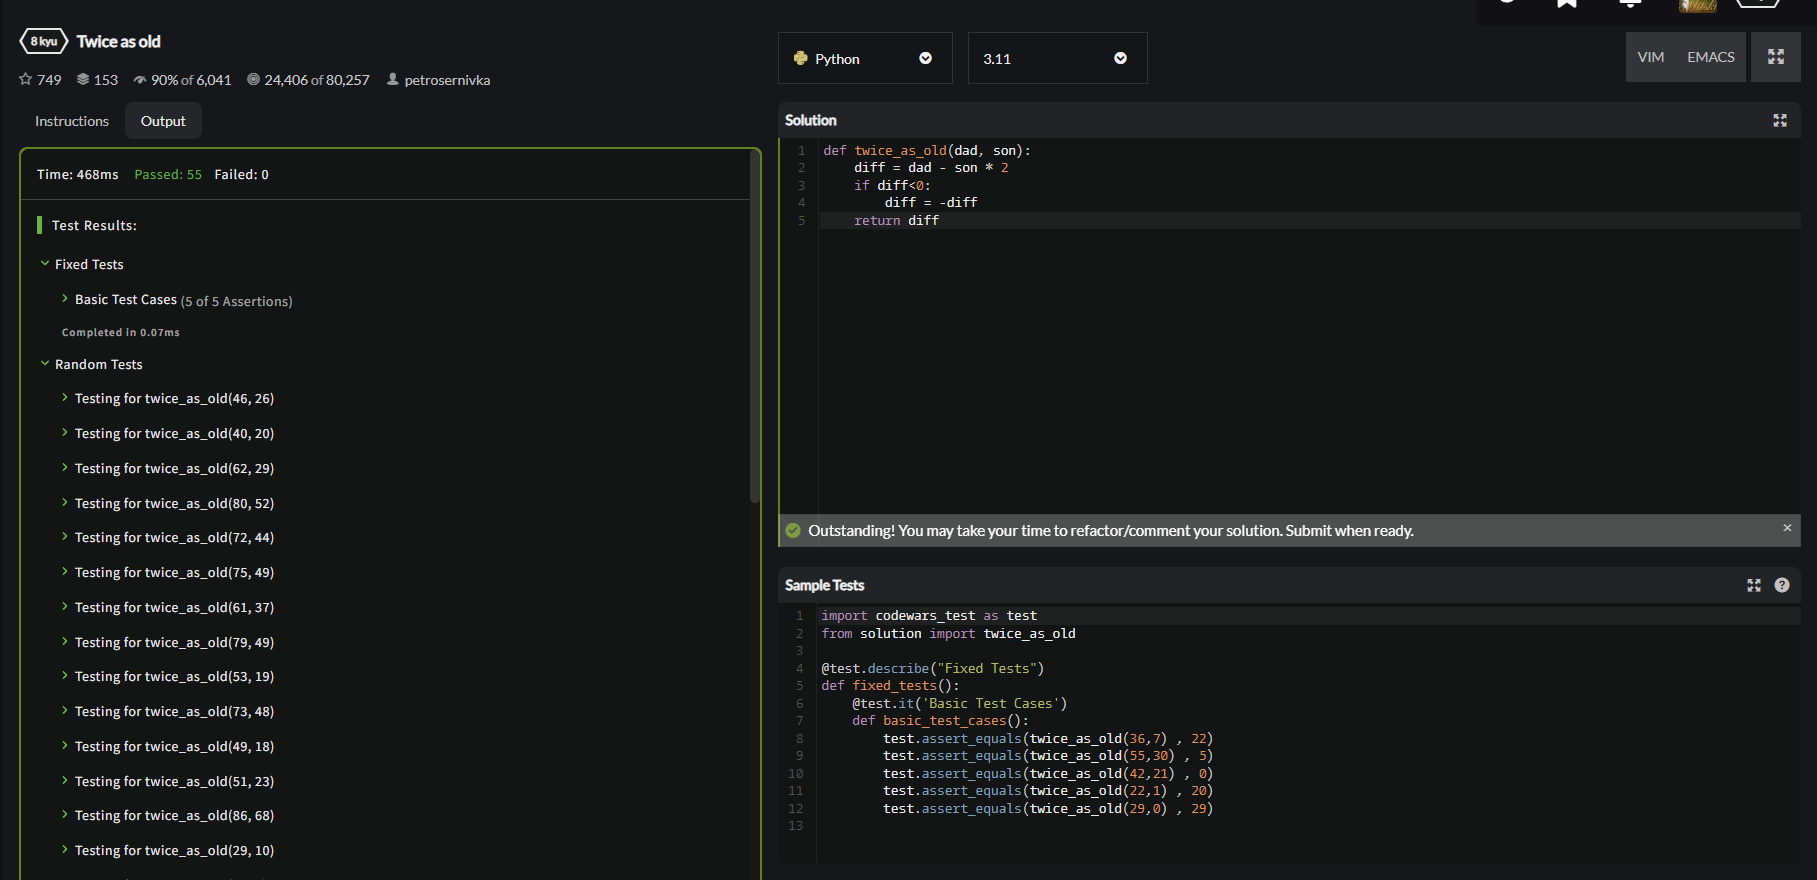 8 kyu Twice as old
749 153 90% of 6,041 24,406 of 80,257 petrosernivka
Instructions Output
Time: 468ms Passed: 55 Failed: 0
Test Results:
Fixed Tests
Basic Test Cases (5 of 5 Assertions)
Completed in 0.07ms
Random Tests
Testing for twice_as_old(46, 26)
Testing for twice_as_old(40, 20)
Testing for twice_as_old(62, 29)
Testing for twice_as_old(80, 52)
Testing for twice_as_old(72, 44)
Testing for twice_as_old(75, 49)
Testing for twice_as_old(61, 37)
Testing for twice_as_old(79, 49)
Testing for twice_as_old(53, 19)
Testing for twice_as_old(73, 48)
Testing for twice_as_old(49, 18)
Testing for twice_as_old(51, 23)
Testing for twice_as_old(86, 68)
Testing for twice_as_old(29, 10)
Python 3.11 VIM EMACS
Solution
1 def twice_as_old(dad, son):
2 diff = dad - son * 2
3 if diff<0:
4 diff = -diff
5 return diff
Outstanding! You may take your time to refactor/comment your solution. Submit when ready. ×
Sample Tests ?
1 import codewars_test as test
2 from solution import twice_as_old
3
4 @test.describe("Fixed Tests")
5 def fixed_tests():
6 @test.it('Basic Test Cases')
7 def basic_test_cases():
8 test.assert_equals(twice_as_old(36,7) , 22)
9 test.assert_equals(twice_as_old(55,30) , 5)
10 test.assert_equals(twice_as_old(42,21) , 0)
11 test.assert_equals(twice_as_old(22,1) , 20)
12 test.assert_equals(twice_as_old(29,0) , 29)
13